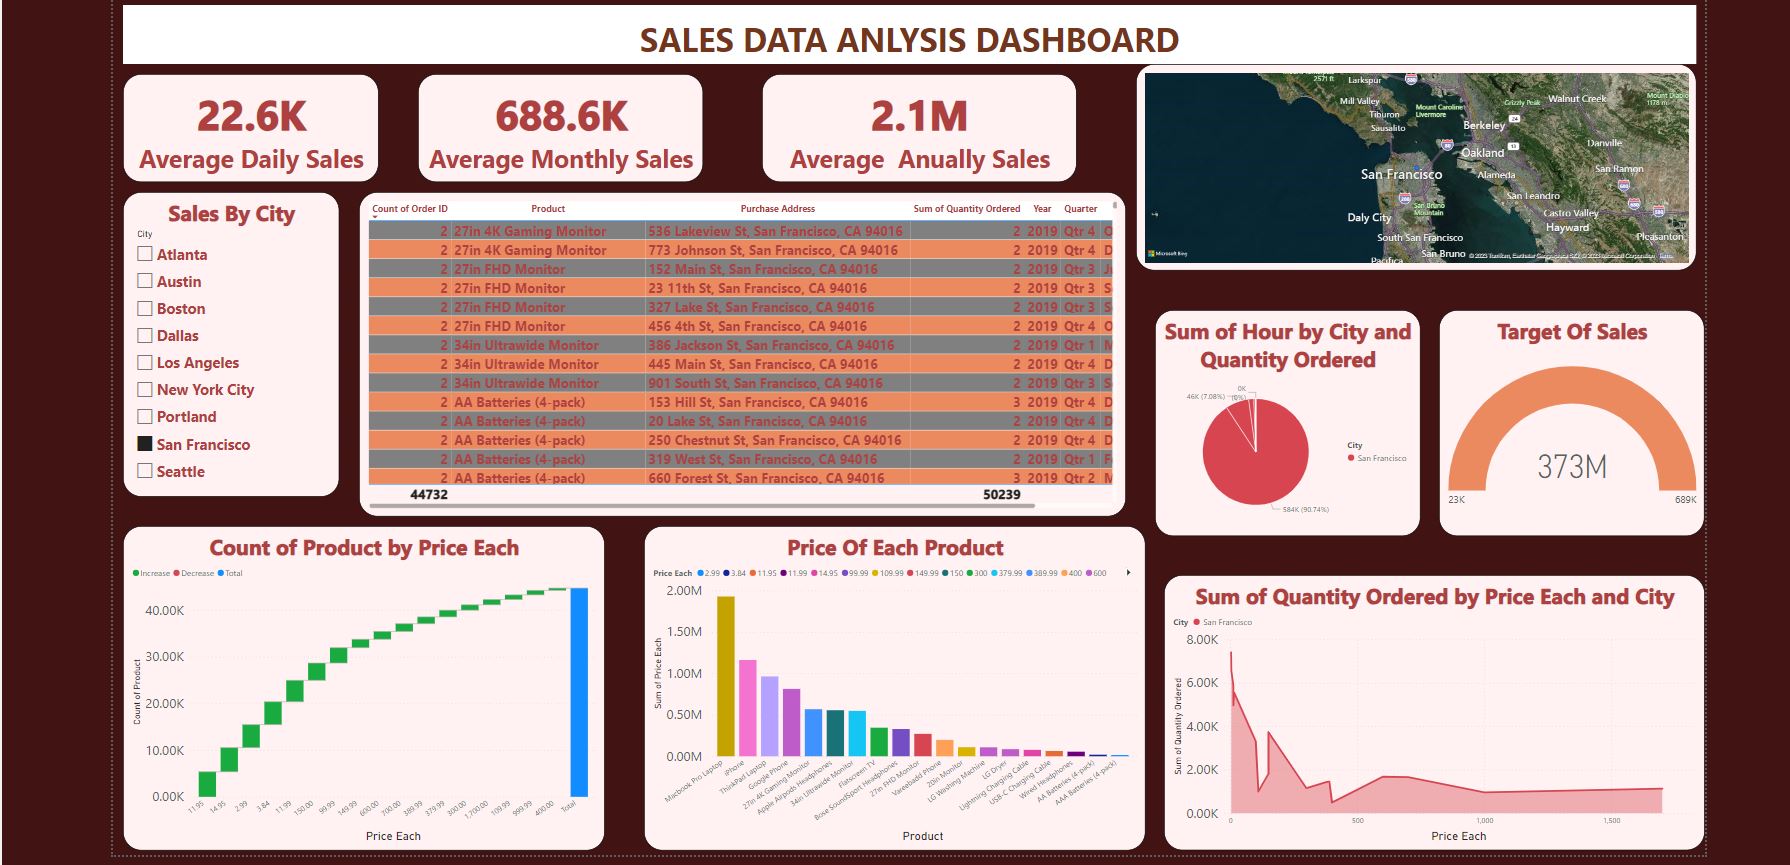 SALES DATA ANLYSIS DASHBOARD
22.6K
Average Daily Sales
688.6K
Average Monthly Sales
2.1M
Average  Anually Sales
2571 ft
Larkspur
Mill Valley
Tiburon
Sausalito
Mount Caroline
Livermore
Grizzly Peak
Walnut Creek
1178 m
Berkeley
24
80
Oakland
13
Danville
San Francisco
Alameda
San Ramon
280
San Leandro
680
San Bruno
Mountain
Daly City
Castro Valley
580
Hayward
South San Francisco
Pleasanton
Pacifica
San Bruno
Microsoft Bing
Sales By City
City
Atlanta
Austin
Boston
Dallas
Los Angeles
New York City
Portland
San Francisco
Seattle
Count of Order ID Product Purchase Address Sum of Quantity Ordered Year Quarter
2 27in 4K Gaming Monitor 536 Lakeview St, San Francisco, CA 94016 2 2019 Qtr 4 O
2 27in 4K Gaming Monitor 773 Johnson St, San Francisco, CA 94016 2 2019 Qtr 4 D
2 27in FHD Monitor 152 Main St, San Francisco, CA 94016 2 2019 Qtr 3 J
2 27in FHD Monitor 23 11th St, San Francisco, CA 94016 2 2019 Qtr 3 S
2 27in FHD Monitor 327 Lake St, San Francisco, CA 94016 2 2019 Qtr 3 S
2 27in FHD Monitor 456 4th St, San Francisco, CA 94016 2 2019 Qtr 4 O
2 34in Ultrawide Monitor 386 Jackson St, San Francisco, CA 94016 2 2019 Qtr 1 M
2 34in Ultrawide Monitor 445 Main St, San Francisco, CA 94016 2 2019 Qtr 4 D
2 34in Ultrawide Monitor 901 South St, San Francisco, CA 94016 2 2019 Qtr 3 S
2 AA Batteries (4-pack) 153 Hill St, San Francisco, CA 94016 3 2019 Qtr 4 D
2 AA Batteries (4-pack) 20 Lake St, San Francisco, CA 94016 2 2019 Qtr 4 D
2 AA Batteries (4-pack) 250 Chestnut St, San Francisco, CA 94016 2 2019 Qtr 4 D
2 AA Batteries (4-pack) 319 West St, San Francisco, CA 94016 2 2019 Qtr 1 F
2 AA Batteries (4-pack) 660 Forest St, San Francisco, CA 94016 3 2019 Qtr 2 M
44732 50239
Sum of Hour by City and
Quantity Ordered
0K
46K (7.08%) (0%)
City
San Francisco
584K (90.74%)
Target Of Sales
373M
23K 689K
Count of Product by Price Each
Increase Decrease Total
Count of Product
40.00K
30.00K
20.00K
10.00K
0.00K
11.95 14.95 2.99 3.84 11.99 150.00 99.99 149.99 600.00 700.00 389.99 379.99 300.00 1,700.00 109.99 999.99 400.00 Total
Price Each
Price Of Each Product
Price Each 2.99 3.84 11.95 11.99 14.95 99.99 109.99 149.99 150 300 379.99 389.99 400 600
Sum of Price Each
2.00M
1.50M
1.00M
0.50M
0.00M
Macbook Pro Laptop
iPhone
ThinkPad Laptop
Google Phone
27in 4K Gaming Monitor
Apple Airpods Headphones
34in Ultrawide Monitor
Flatscreen TV
Bose SoundSport Headphones
27in FHD Monitor
Vareebadd Phone
20in Monitor
LG Washing Machine
LG Dryer
Lightning Charging Cable
USB-C Charging Cable
Wired Headphones
AA Batteries (4-pack)
AAA Batteries (4-pack)
Product
Sum of Quantity Ordered by Price Each and City
City San Francisco
Sum of Quantity Ordered
8.00K
6.00K
4.00K
2.00K
0.00K
0 500 1,000 1,500
Price Each